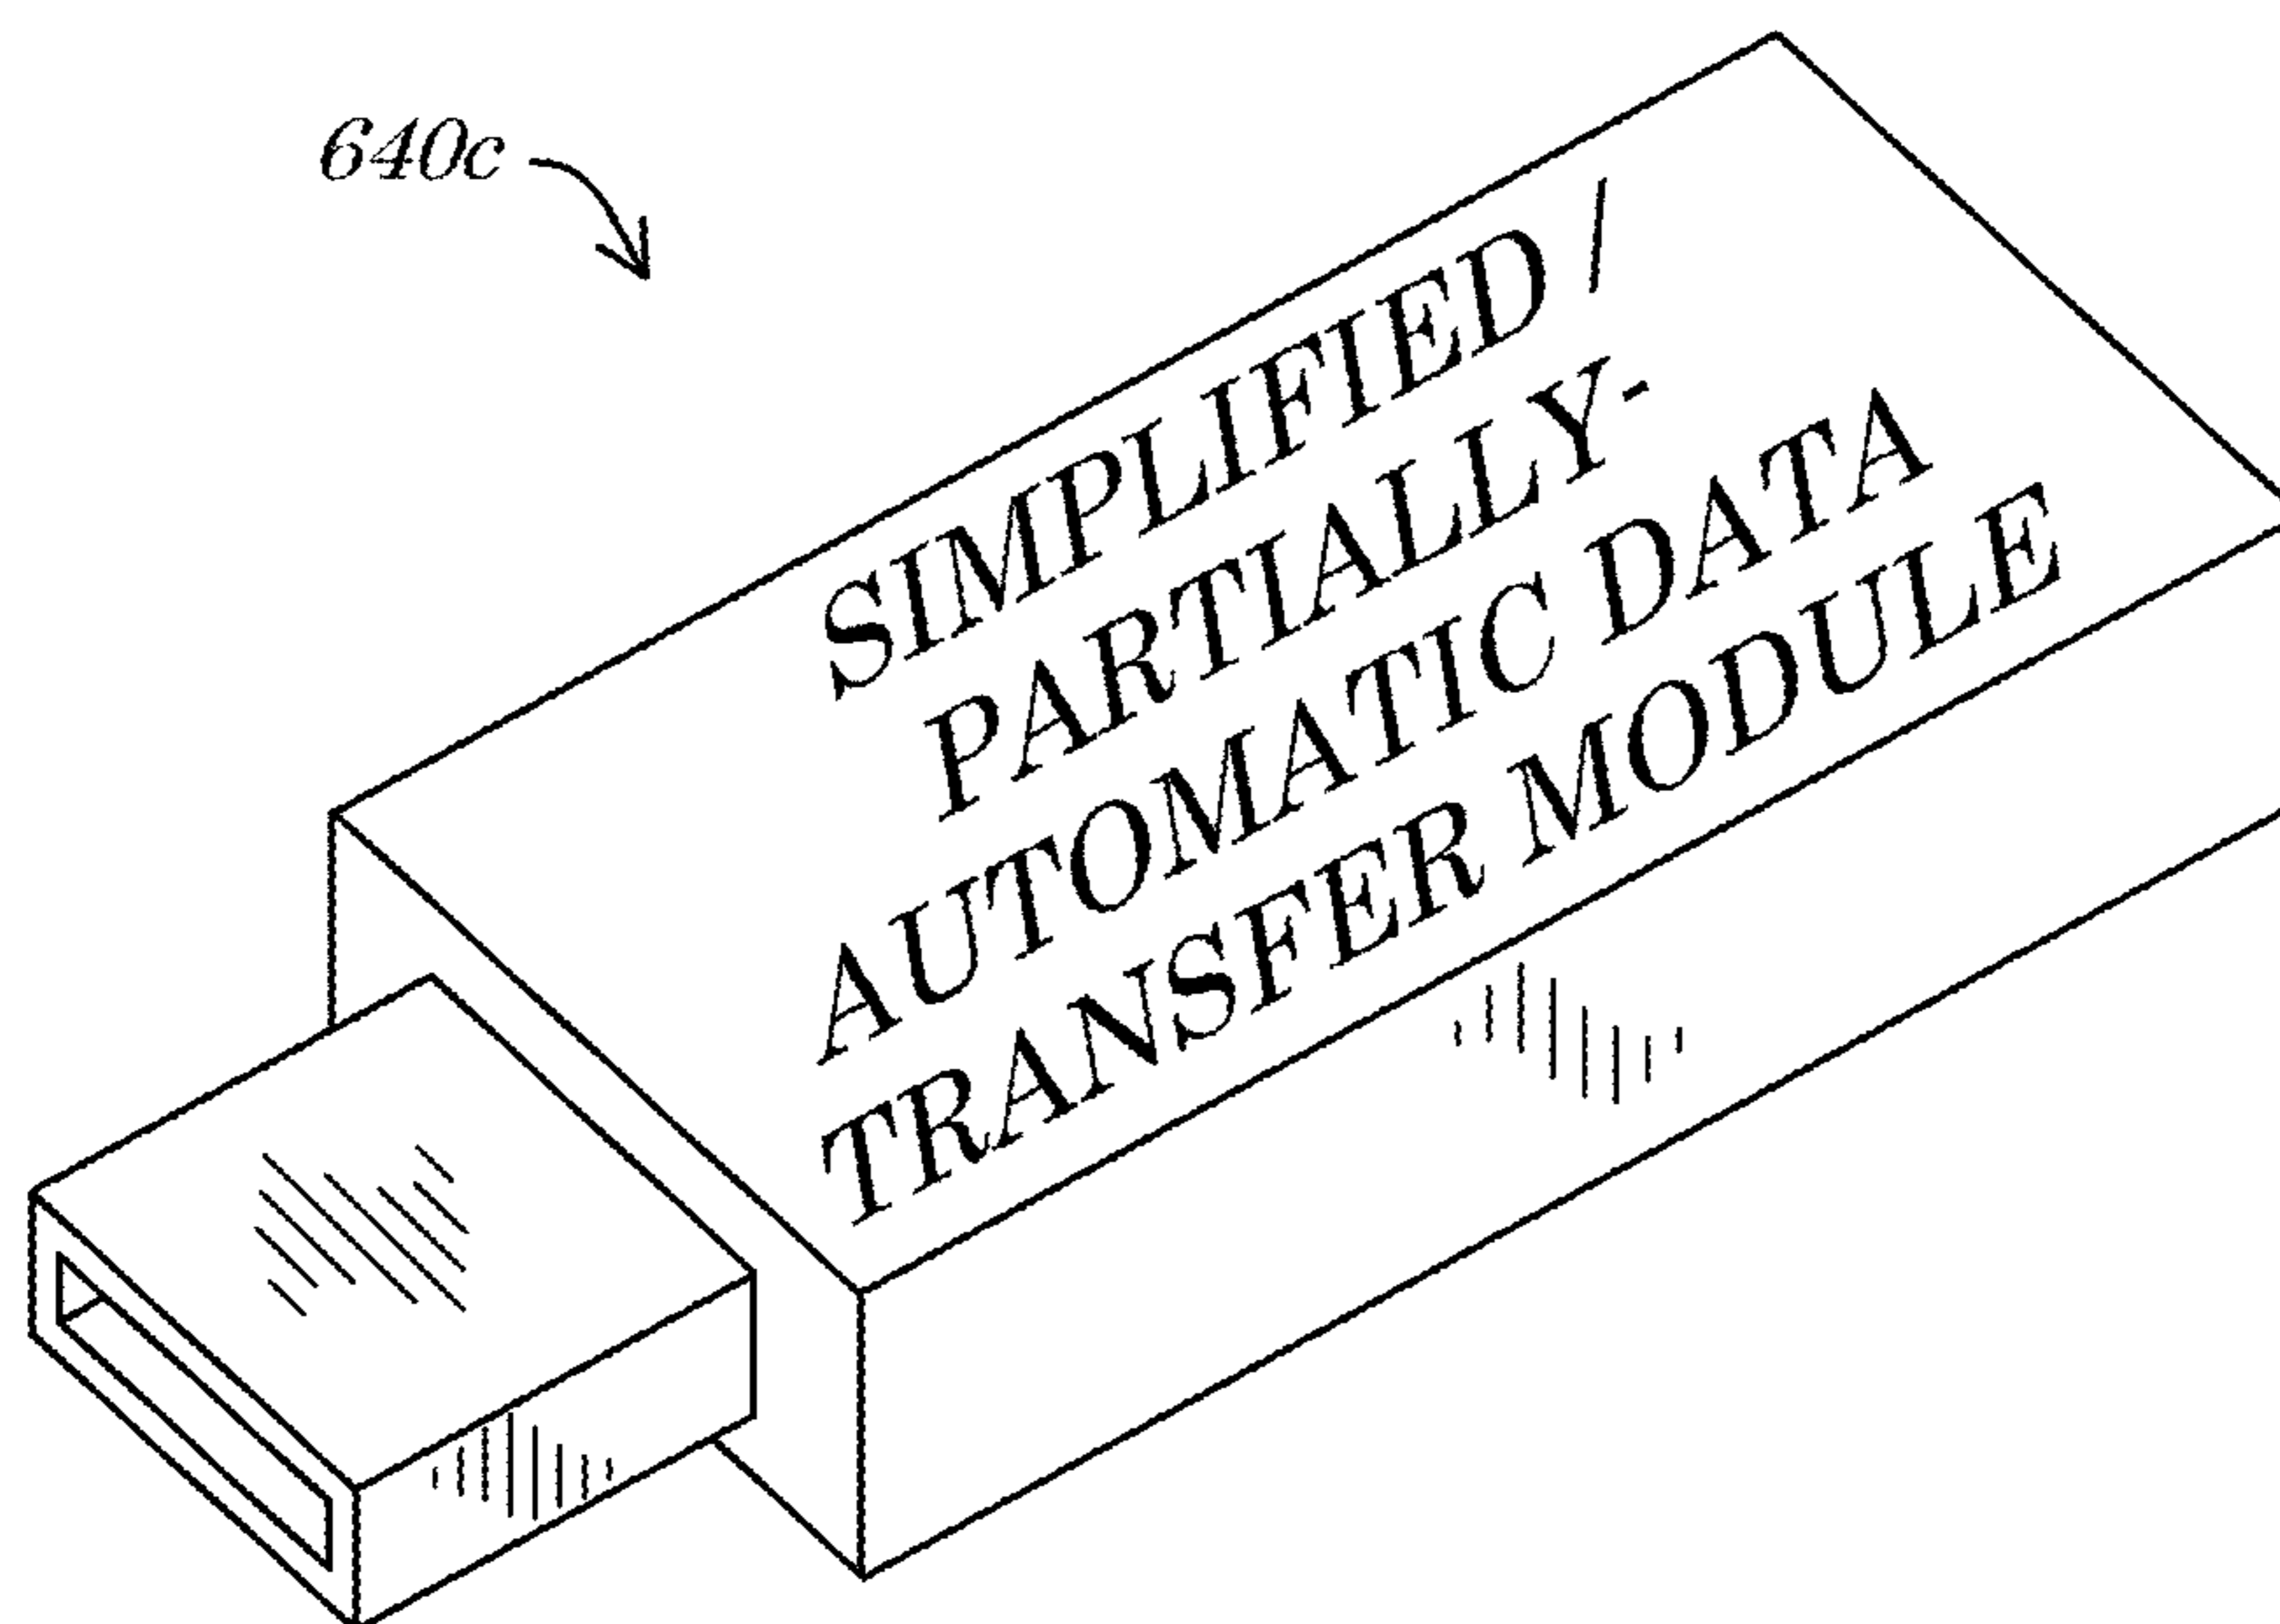 640c
SIMPLIFIED /
PARTIALLY-
AUTOMATIC DATA
TRANSFER MODULE